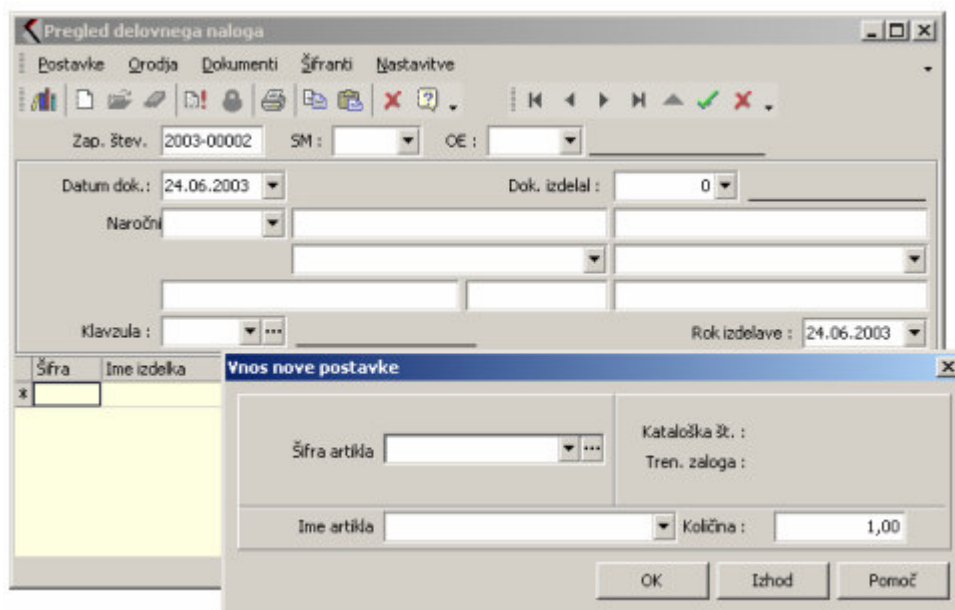 Pregled delovnega naloga
Postavke Orodja Dokumenti Šifranti Nastavitve
Zap. štev. 2003-00002 SM : OE :
Datum dok.: 24.06.2003 Dok. izdelal : 0
Naročni
Klavzula : Rok izdelave : 24.06.2003
Šifra Ime izdelka
Vnos nove postavke
Šifra artikla
Kataloška št. :
Tren. zaloga :
Ime artikla Količina : 1,00
OK Izhod Pomoč